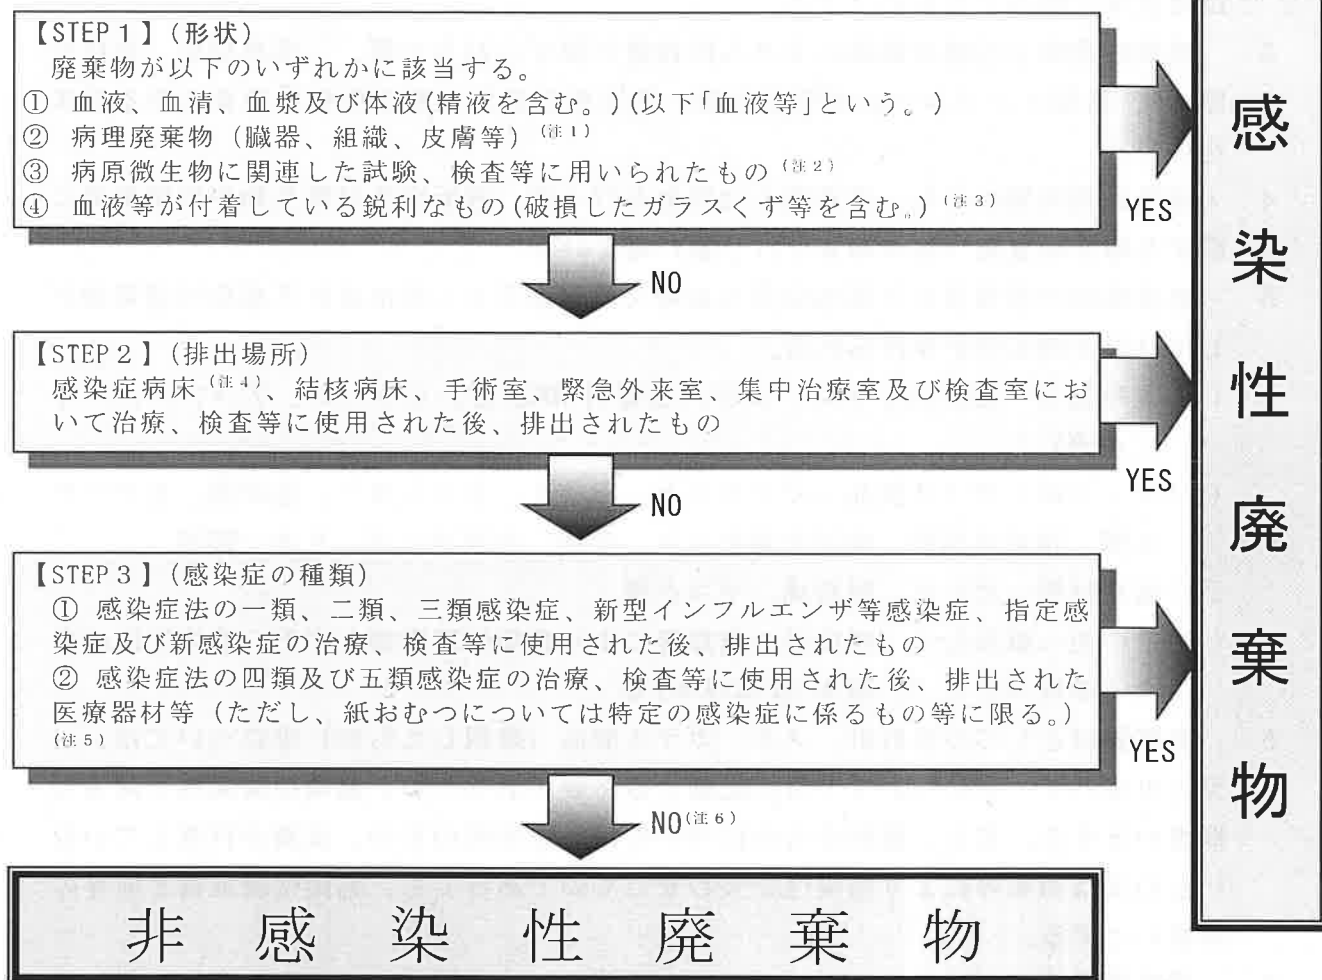 【STEP1】(形状)
廃棄物が以下のいずれかに該当する。
① 血液、血清、血漿及び体液(精液を含む。)(以下「血液等」という。)
② 病理廃棄物(臓器、組織、皮膚等)(注1)
③ 病原微生物に関連した試験、検査等に用いられたもの(注2)
④ 血液等が付着している鋭利なもの(破損したガラスくず等を含む。)(注3)
YES
NO
【STEP2】(排出場所)
感染症病床(注4)、結核病床、手術室、緊急外来室、集中治療室及び検査室にお
いて治療、検査等に使用された後、排出されたもの
YES
NO
【STEP3】(感染症の種類)
① 感染症法の一類、二類、三類感染症、新型インフルエンザ等感染症、指定感
染症及び新感染症の治療、検査等に使用された後、排出されたもの
② 感染症法の四類及び五類感染症の治療、検査等に使用された後、排出された
医療器材等(ただし、紙おむつについては特定の感染症に係るもの等に限る。)
(注5)
YES
NO(注6)
非感染性廃棄物
感染性廃棄物